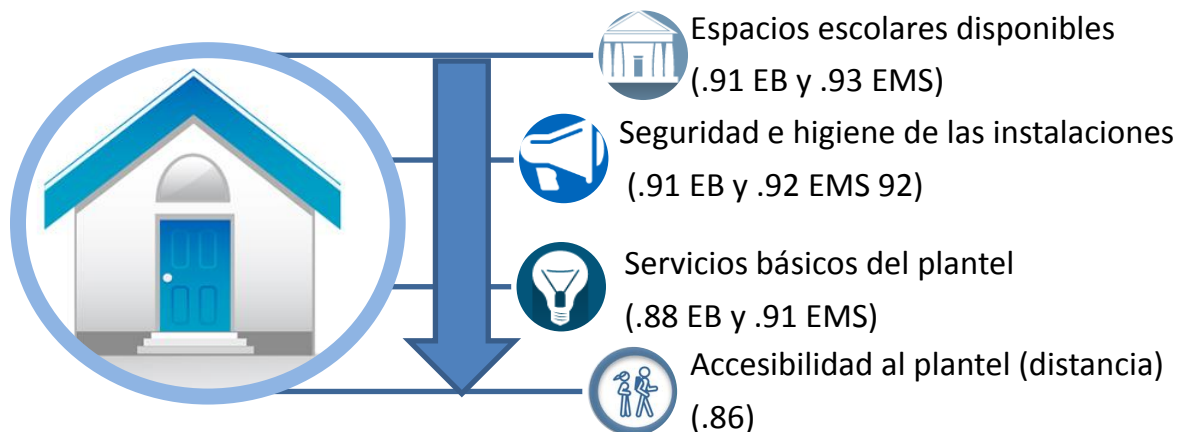 Espacios escolares disponibles
(.91 EB y .93 EMS)
Seguridad e higiene de las instalaciones
(.91 EB y .92 EMS 92)
Servicios básicos del plantel
(.88 EB y .91 EMS)
Accesibilidad al plantel (distancia)
(.86)